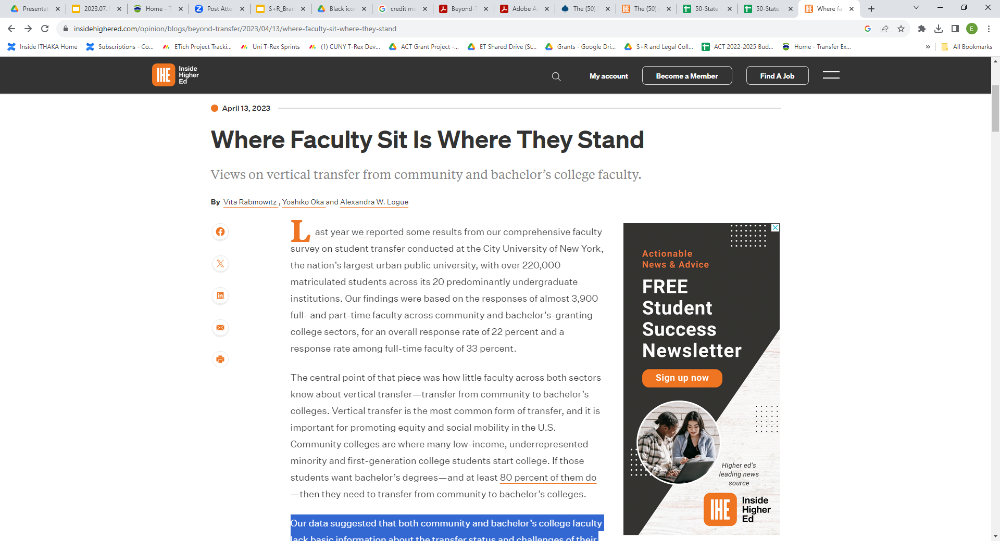 Presentat
2023.07.1
Home - T
Post Atte
S+R_Bran
Black ico
credit mo
Beyond-T
Adobe A
The (50) S
The (50) s
50-State
50-State
Where fa
insidehighered.com/opinion/blogs/beyond-transfer/2023/04/13/where-faculty-sit-where-they-stand
E
Inside ITHAKA Home
Subscriptions - Co...
ETich Project Tracki...
Uni T-Rex Sprints
(1) CUNY T-Rex Dev...
ACT Grant Project -...
ET Shared Drive (St...
Grants - Google Dri...
S+R and Legal Coll...
ACT 2022-2025 Bud...
Home - Transfer Ex...
»
All Bookmarks
IHE
Inside
Higher
Ed
My account
Become a Member
Find A Job
April 13, 2023
Where Faculty Sit Is Where They Stand
Views on vertical transfer from community and bachelor’s college faculty.
By Vita Rabinowitz , Yoshiko Oka and Alexandra W. Logue
Last year we reported some results from our comprehensive faculty
survey on student transfer conducted at the City University of New York,
the nation’s largest urban public university, with over 220,000
matriculated students across its 20 predominantly undergraduate
institutions. Our findings were based on the responses of almost 3,900
full- and part-time faculty across community and bachelor’s-granting
college sectors, for an overall response rate of 22 percent and a
response rate among full-time faculty of 33 percent.
The central point of that piece was how little faculty across both sectors
know about vertical transfer—transfer from community to bachelor’s
colleges. Vertical transfer is the most common form of transfer, and it is
important for promoting equity and social mobility in the U.S.
Community colleges are where many low-income, underrepresented
minority and first-generation college students start college. If those
students want bachelor’s degrees—and at least 80 percent of them do
—then they need to transfer from community to bachelor’s colleges.
Our data suggested that both community and bachelor’s college faculty
lack basic information about the transfer status and challenges of their
Actionable
News & Advice
FREE
Student
Success
Newsletter
Sign up now
Higher ed’s
leading news
source
IHE
Inside
Higher
Ed